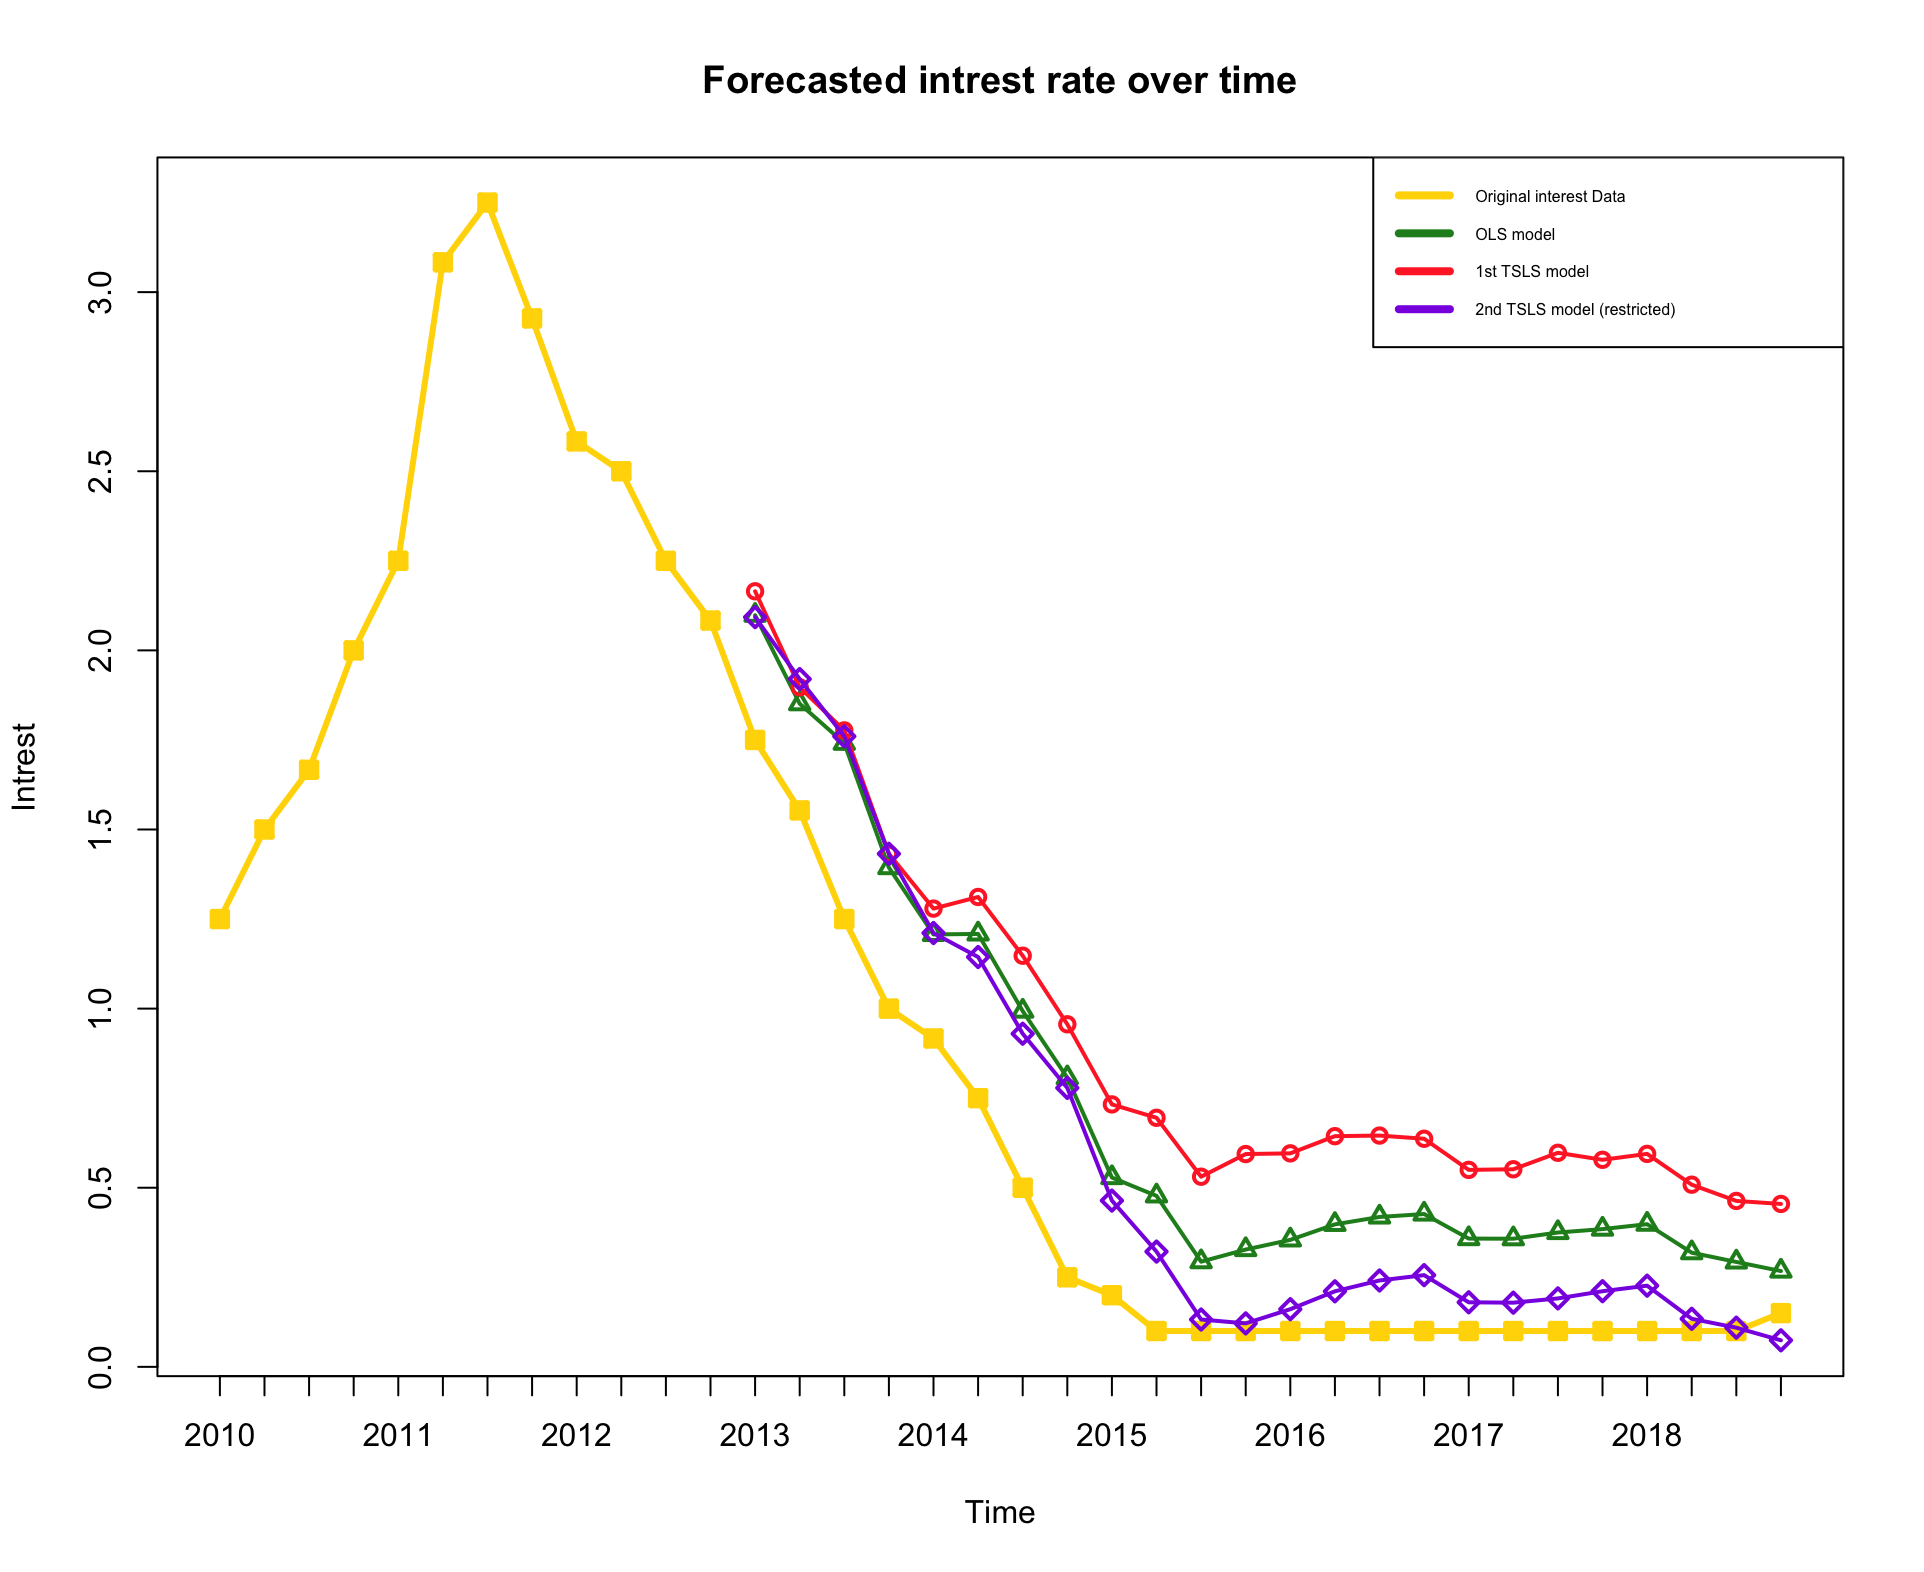 Forecasted intrest rate over time
Original interest Data
OLS model
1st TSLS model
2nd TSLS model (restricted)
Intrest
3.0
2.5
2.0
1.5
1.0
0.5
0.0
2010 2011 2012 2013 2014 2015 2016 2017 2018
Time